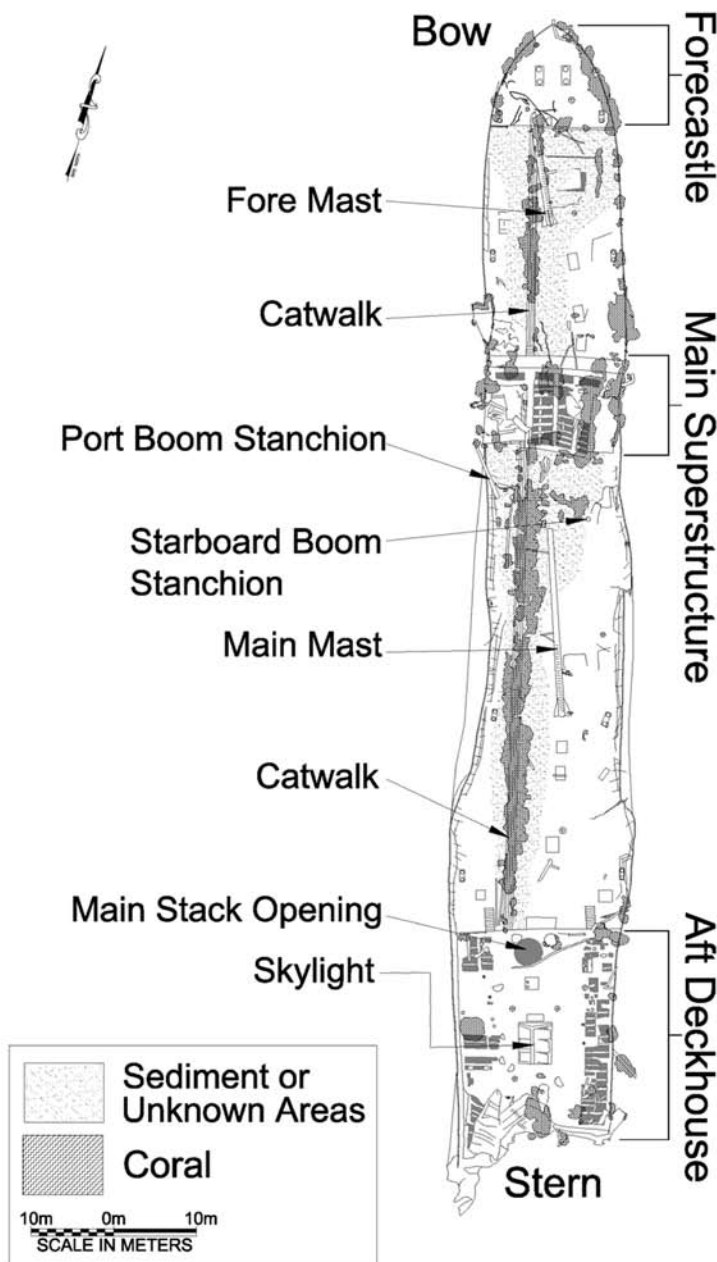 Bow
Forecastle
Fore Mast
Catwalk
Main Superstructure
Port Boom Stanchion
Starboard Boom
Stanchion
Main Mast
Catwalk
Main Stack Opening
Skylight
Aft Deckhouse
Stern
Sediment or
Unknown Areas
Coral
10m 0m 10m
SCALE IN METERS